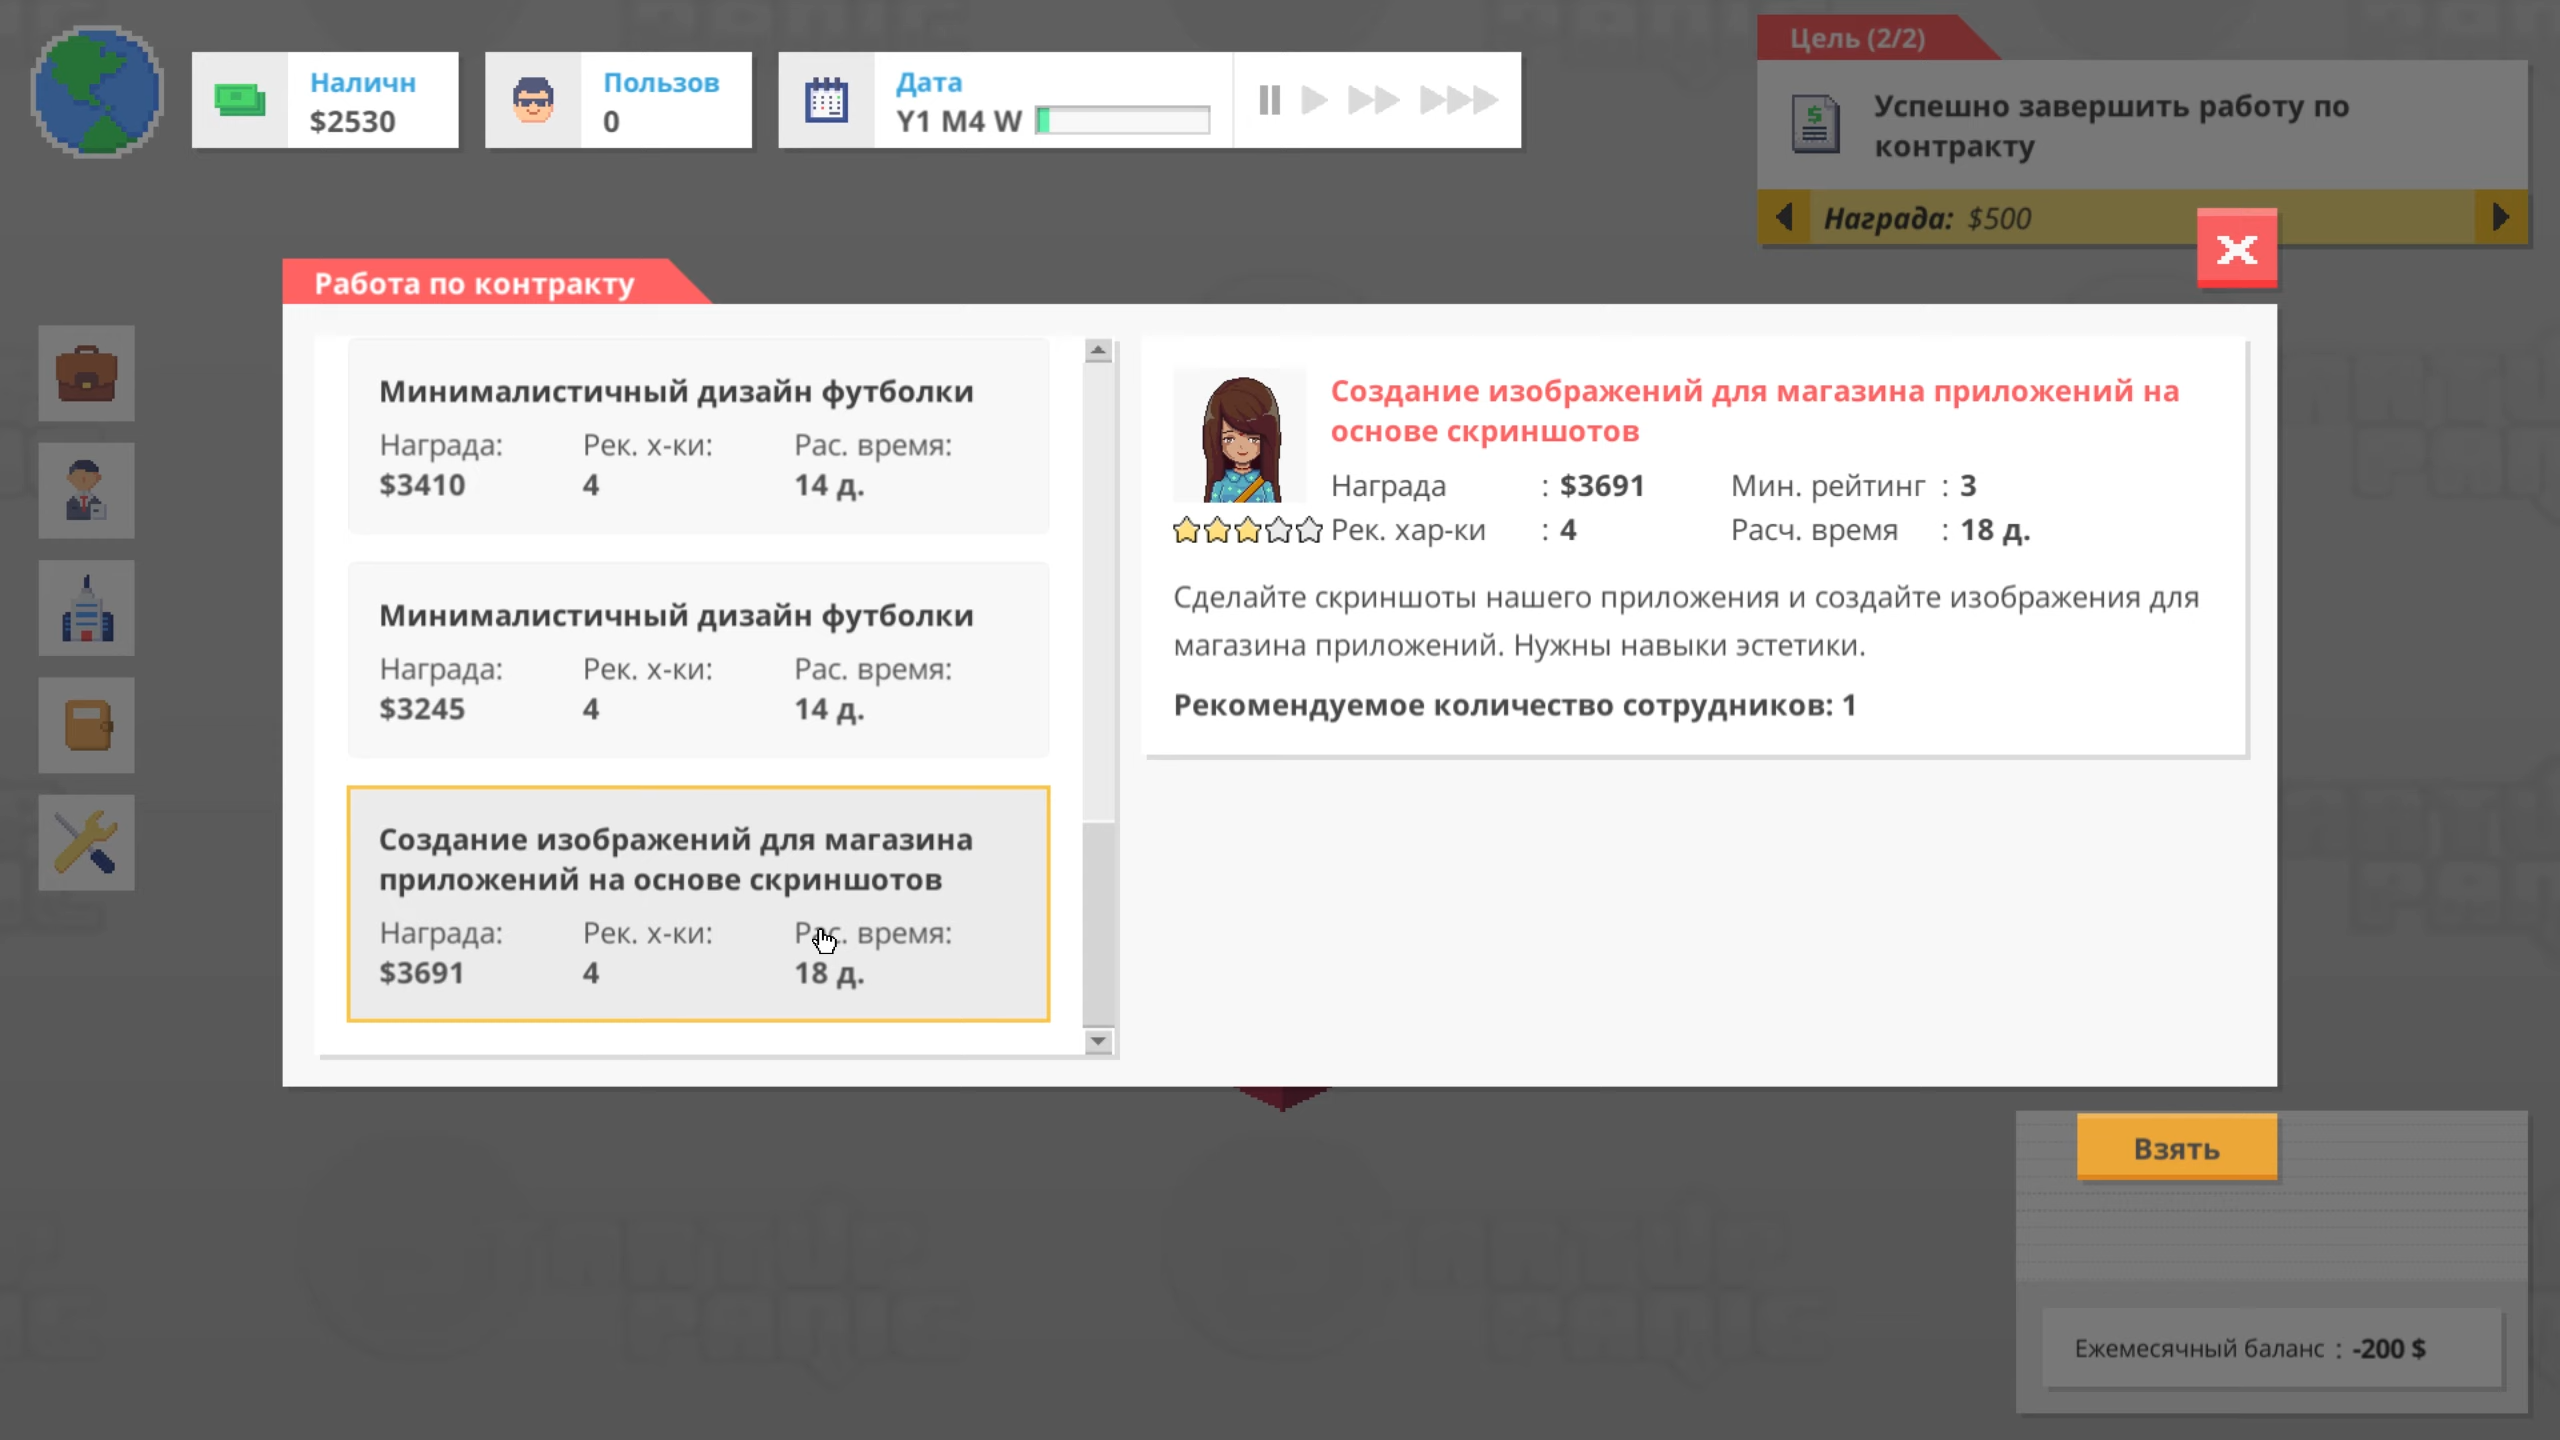 Наличн
$2530
Пользов
0
Дата
Y1 M4 W
Цель (2/2)
Успешно завершить работу по
контракту
Награда: $500
Работа по контракту
Минималистичный дизайн футболки
Награда: Рек. х-ки: Рас. время:
$3410 4 14 д.
Минималистичный дизайн футболки
Награда: Рек. х-ки: Рас. время:
$3245 4 14 д.
Создание изображений для магазина
приложений на основе скриншотов
Награда: Рек. х-ки: Рас. время:
$3691 4 18 д.
Создание изображений для магазина приложений на
основе скриншотов
Награда : $3691 Мин. рейтинг : 3
Рек. хар-ки : 4 Расч. время : 18 д.
Сделайте скриншоты нашего приложения и создайте изображения для
магазина приложений. Нужны навыки эстетики.
Рекомендуемое количество сотрудников: 1
Взять
Ежемесячный баланс : -200 $